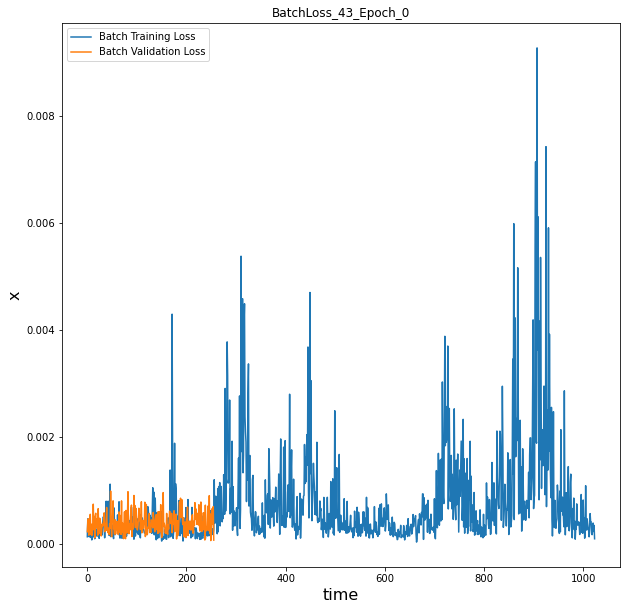 BatchLoss_43_Epoch_0
Batch Training Loss
Batch Validation Loss
0.008
0.006
0.004
0.002
0.000
x
0 200 400 600 800 1000
time